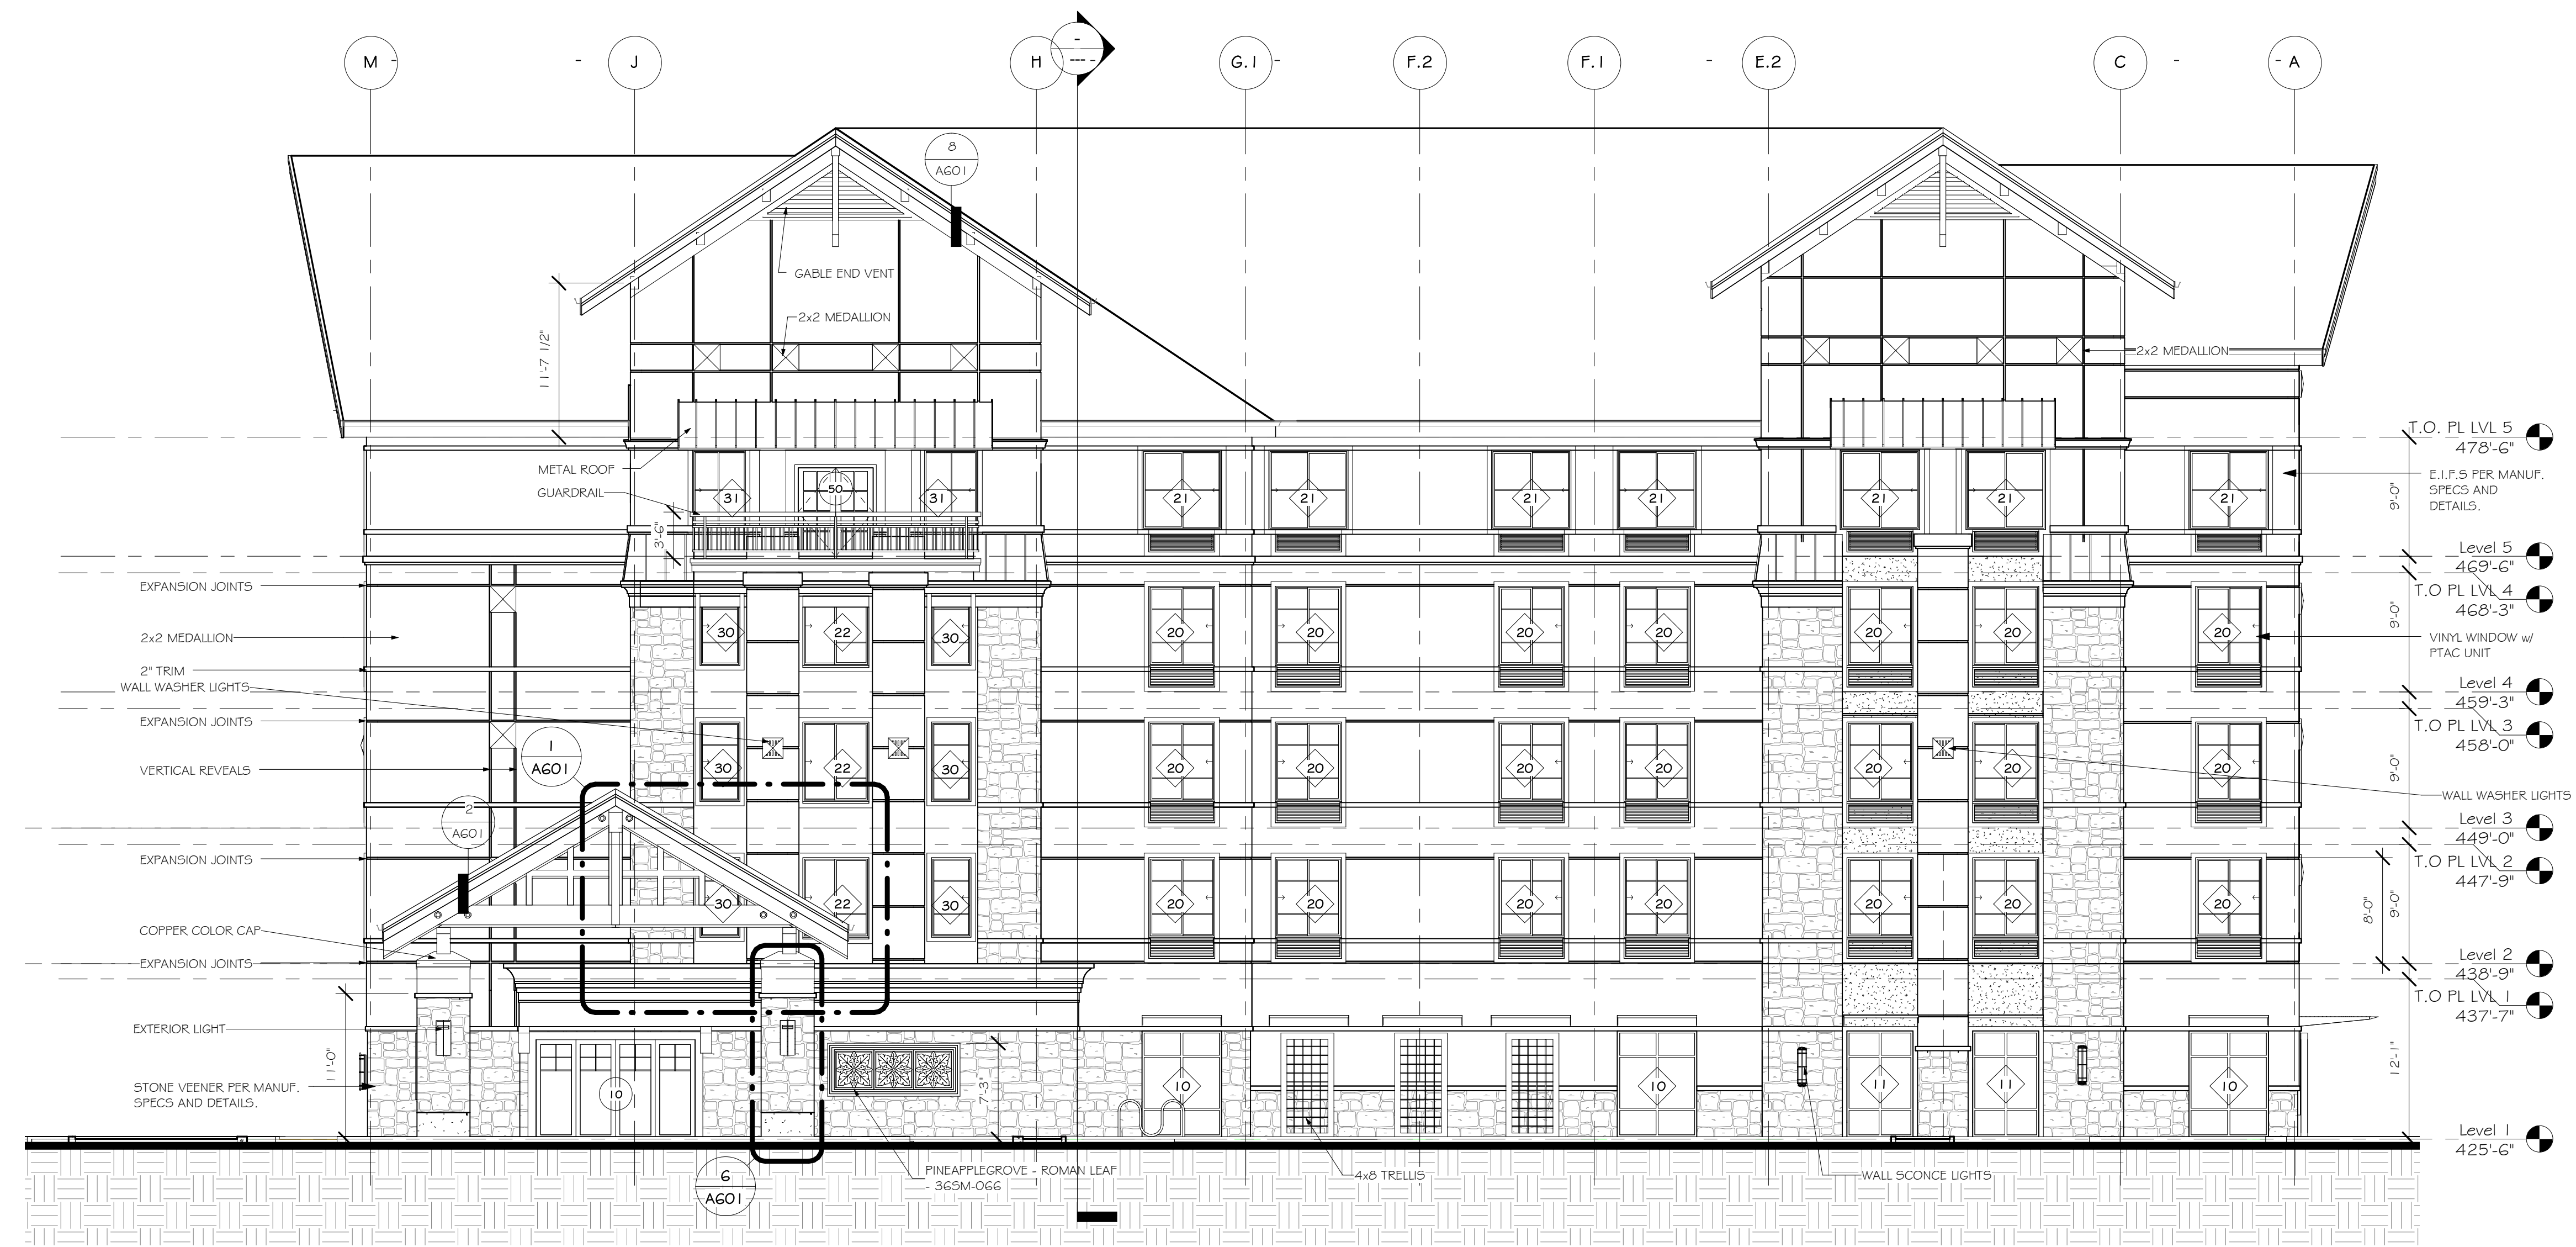 M - - J H - --- - G.1 - F.2 F.1 - E.2 C - - A
8
A601
GABLE END VENT
2x2 MEDALLION
11'-7 1/2"
2x2 MEDALLION
T.O. PL LVL 5
478'-6"
METAL ROOF
GUARDRAIL
3'-6"
31 50 31 21 21 21 21 21 21 21
E.I.F.S PER MANUF.
SPECS AND
DETAILS.
9'-0"
Level 5
469'-6"
EXPANSION JOINTS
T.O PL LVL 4
468'-3"
2x2 MEDALLION
30 22 30 20 20 20 20 20 20 20
9'-0"
VINYL WINDOW w/
PTAC UNIT
2" TRIM
WALL WASHER LIGHTS
Level 4
459'-3"
EXPANSION JOINTS
T.O PL LVL 3
458'-0"
1
A601
VERTICAL REVEALS
30 22 30 20 20 20 20 20 20 20
9'-0"
WALL WASHER LIGHTS
2
A601
Level 3
449'-0"
EXPANSION JOINTS
T.O PL LVL 2
447'-9"
30 22 30 20 20 20 20 20 20 20
8'-0"
9'-0"
COPPER COLOR CAP
EXPANSION JOINTS
Level 2
438'-9"
T.O PL LVL 1
437'-7"
EXTERIOR LIGHT
11'-0"
STONE VEENER PER MANUF.
SPECS AND DETAILS.
10 7'-3" 10 10 11 11 10
12'-1"
Level 1
425'-6"
6
A601
PINEAPPLEGROVE - ROMAN LEAF
- 36SM-066
4x8 TRELLIS
WALL SCONCE LIGHTS